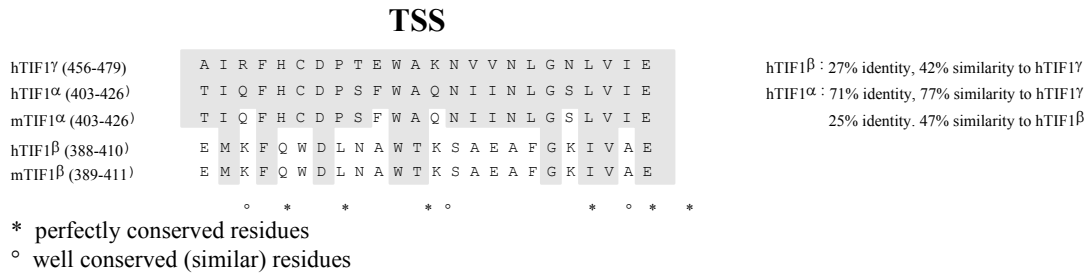 TSS
hTIF1γ (456-479) A I R F H C D P T E W A K N V V N L G N L V I E hTIF1β : 27% identity, 42% similarity to hTIF1γ
hTIF1α (403-426) T I Q F H C D P S F W A Q N I I N L G S L V I E hTIF1α : 71% identity, 77% similarity to hTIF1γ
mTIF1α (403-426) T I Q F H C D P S F W A Q N I I N L G S L V I E 25% identity. 47% similarity to hTIF1β
hTIF1β (388-410) E M K F Q W D L N A W T K S A E A F G K I V A E
mTIF1β (389-411) E M K F Q W D L N A W T K S A E A F G K I V A E
° * * * ° * ° * *
* perfectly conserved residues
° well conserved (similar) residues